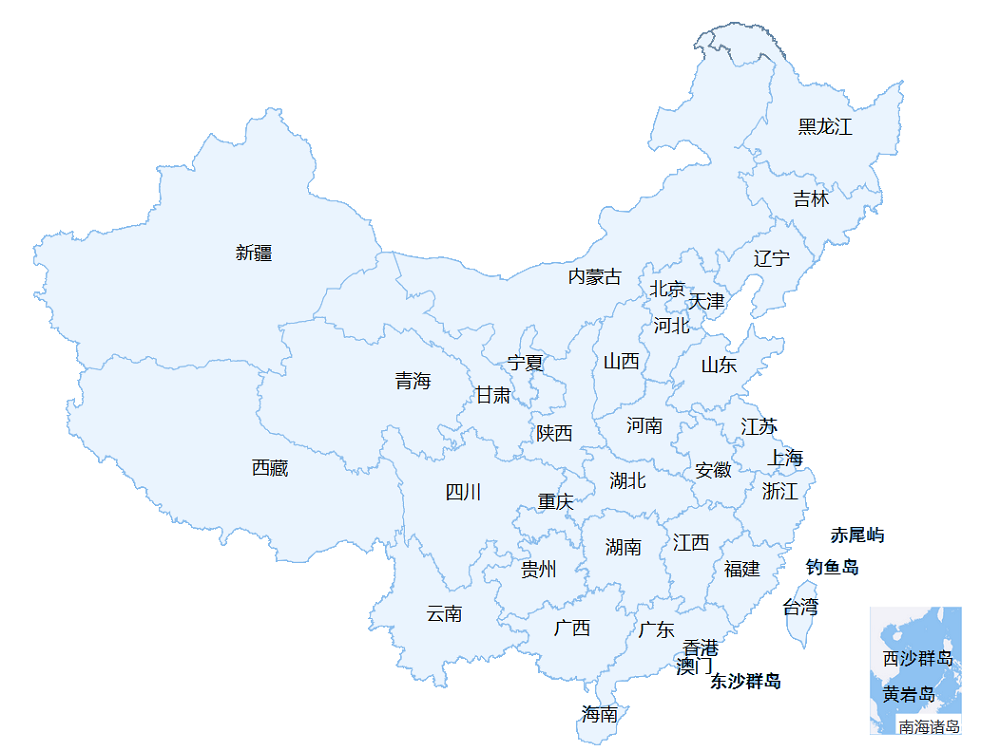 黑龙江
吉林
新疆
辽宁
内蒙古
北京
天津
河北
宁夏
山西
山东
青海
甘肃
河南
江苏
陕西
上海
西藏
安徽
湖北
四川
浙江
重庆
赤尾屿
湖南
江西
钓鱼岛
贵州
福建
台湾
云南
广西
广东
香港
西沙群岛
澳门
东沙群岛
黄岩岛
海南
南海诸岛